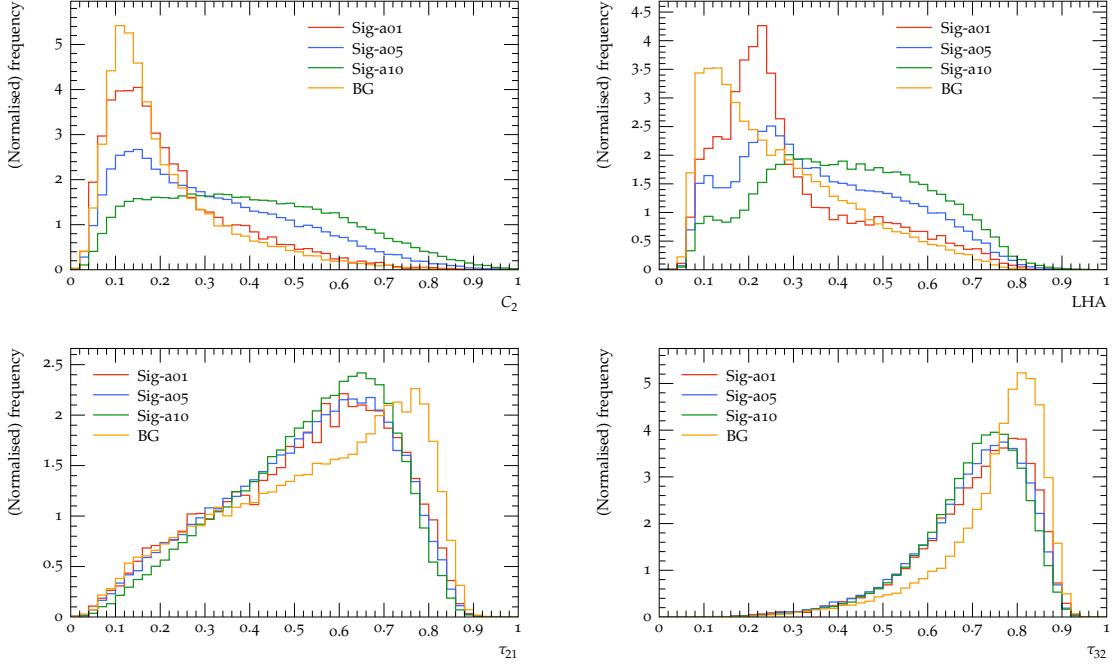 (Normalised) frequency
Sig-a01
Sig-a05
Sig-a10
BG
5
4
3
2
1
0
0 0.1 0.2 0.3 0.4 0.5 0.6 0.7 0.8 0.9 1
C₂
(Normalised) frequency
Sig-a01
Sig-a05
Sig-a10
BG
4.5
4
3.5
3
2.5
2
1.5
1
0.5
0
0 0.1 0.2 0.3 0.4 0.5 0.6 0.7 0.8 0.9 1
LHA
(Normalised) frequency
Sig-a01
Sig-a05
Sig-a10
BG
2.5
2
1.5
1
0.5
0
0 0.1 0.2 0.3 0.4 0.5 0.6 0.7 0.8 0.9 1
τ₂₁
(Normalised) frequency
Sig-a01
Sig-a05
Sig-a10
BG
5
4
3
2
1
0
0 0.1 0.2 0.3 0.4 0.5 0.6 0.7 0.8 0.9 1
τ₃₂